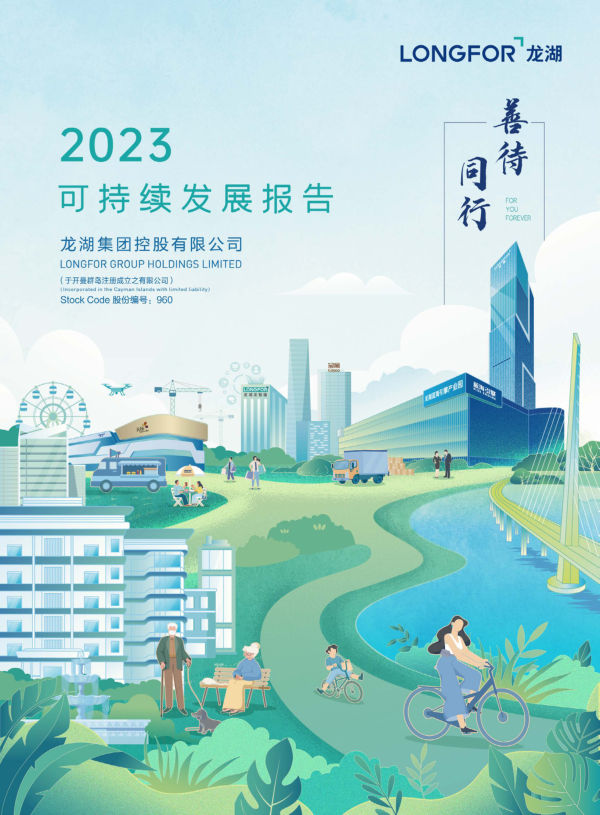 LONGFOR 龙湖
善待
同行
FOR
YOU
FOREVER
2023
可持续发展报告
龙湖集团控股有限公司
LONGFOR GROUP HOLDINGS LIMITED
(于开曼群岛注册成立之有限公司)
(Incorporated in the Cayman Islands with limited liability)
Stock Code 股份编号：960
LONGFOR